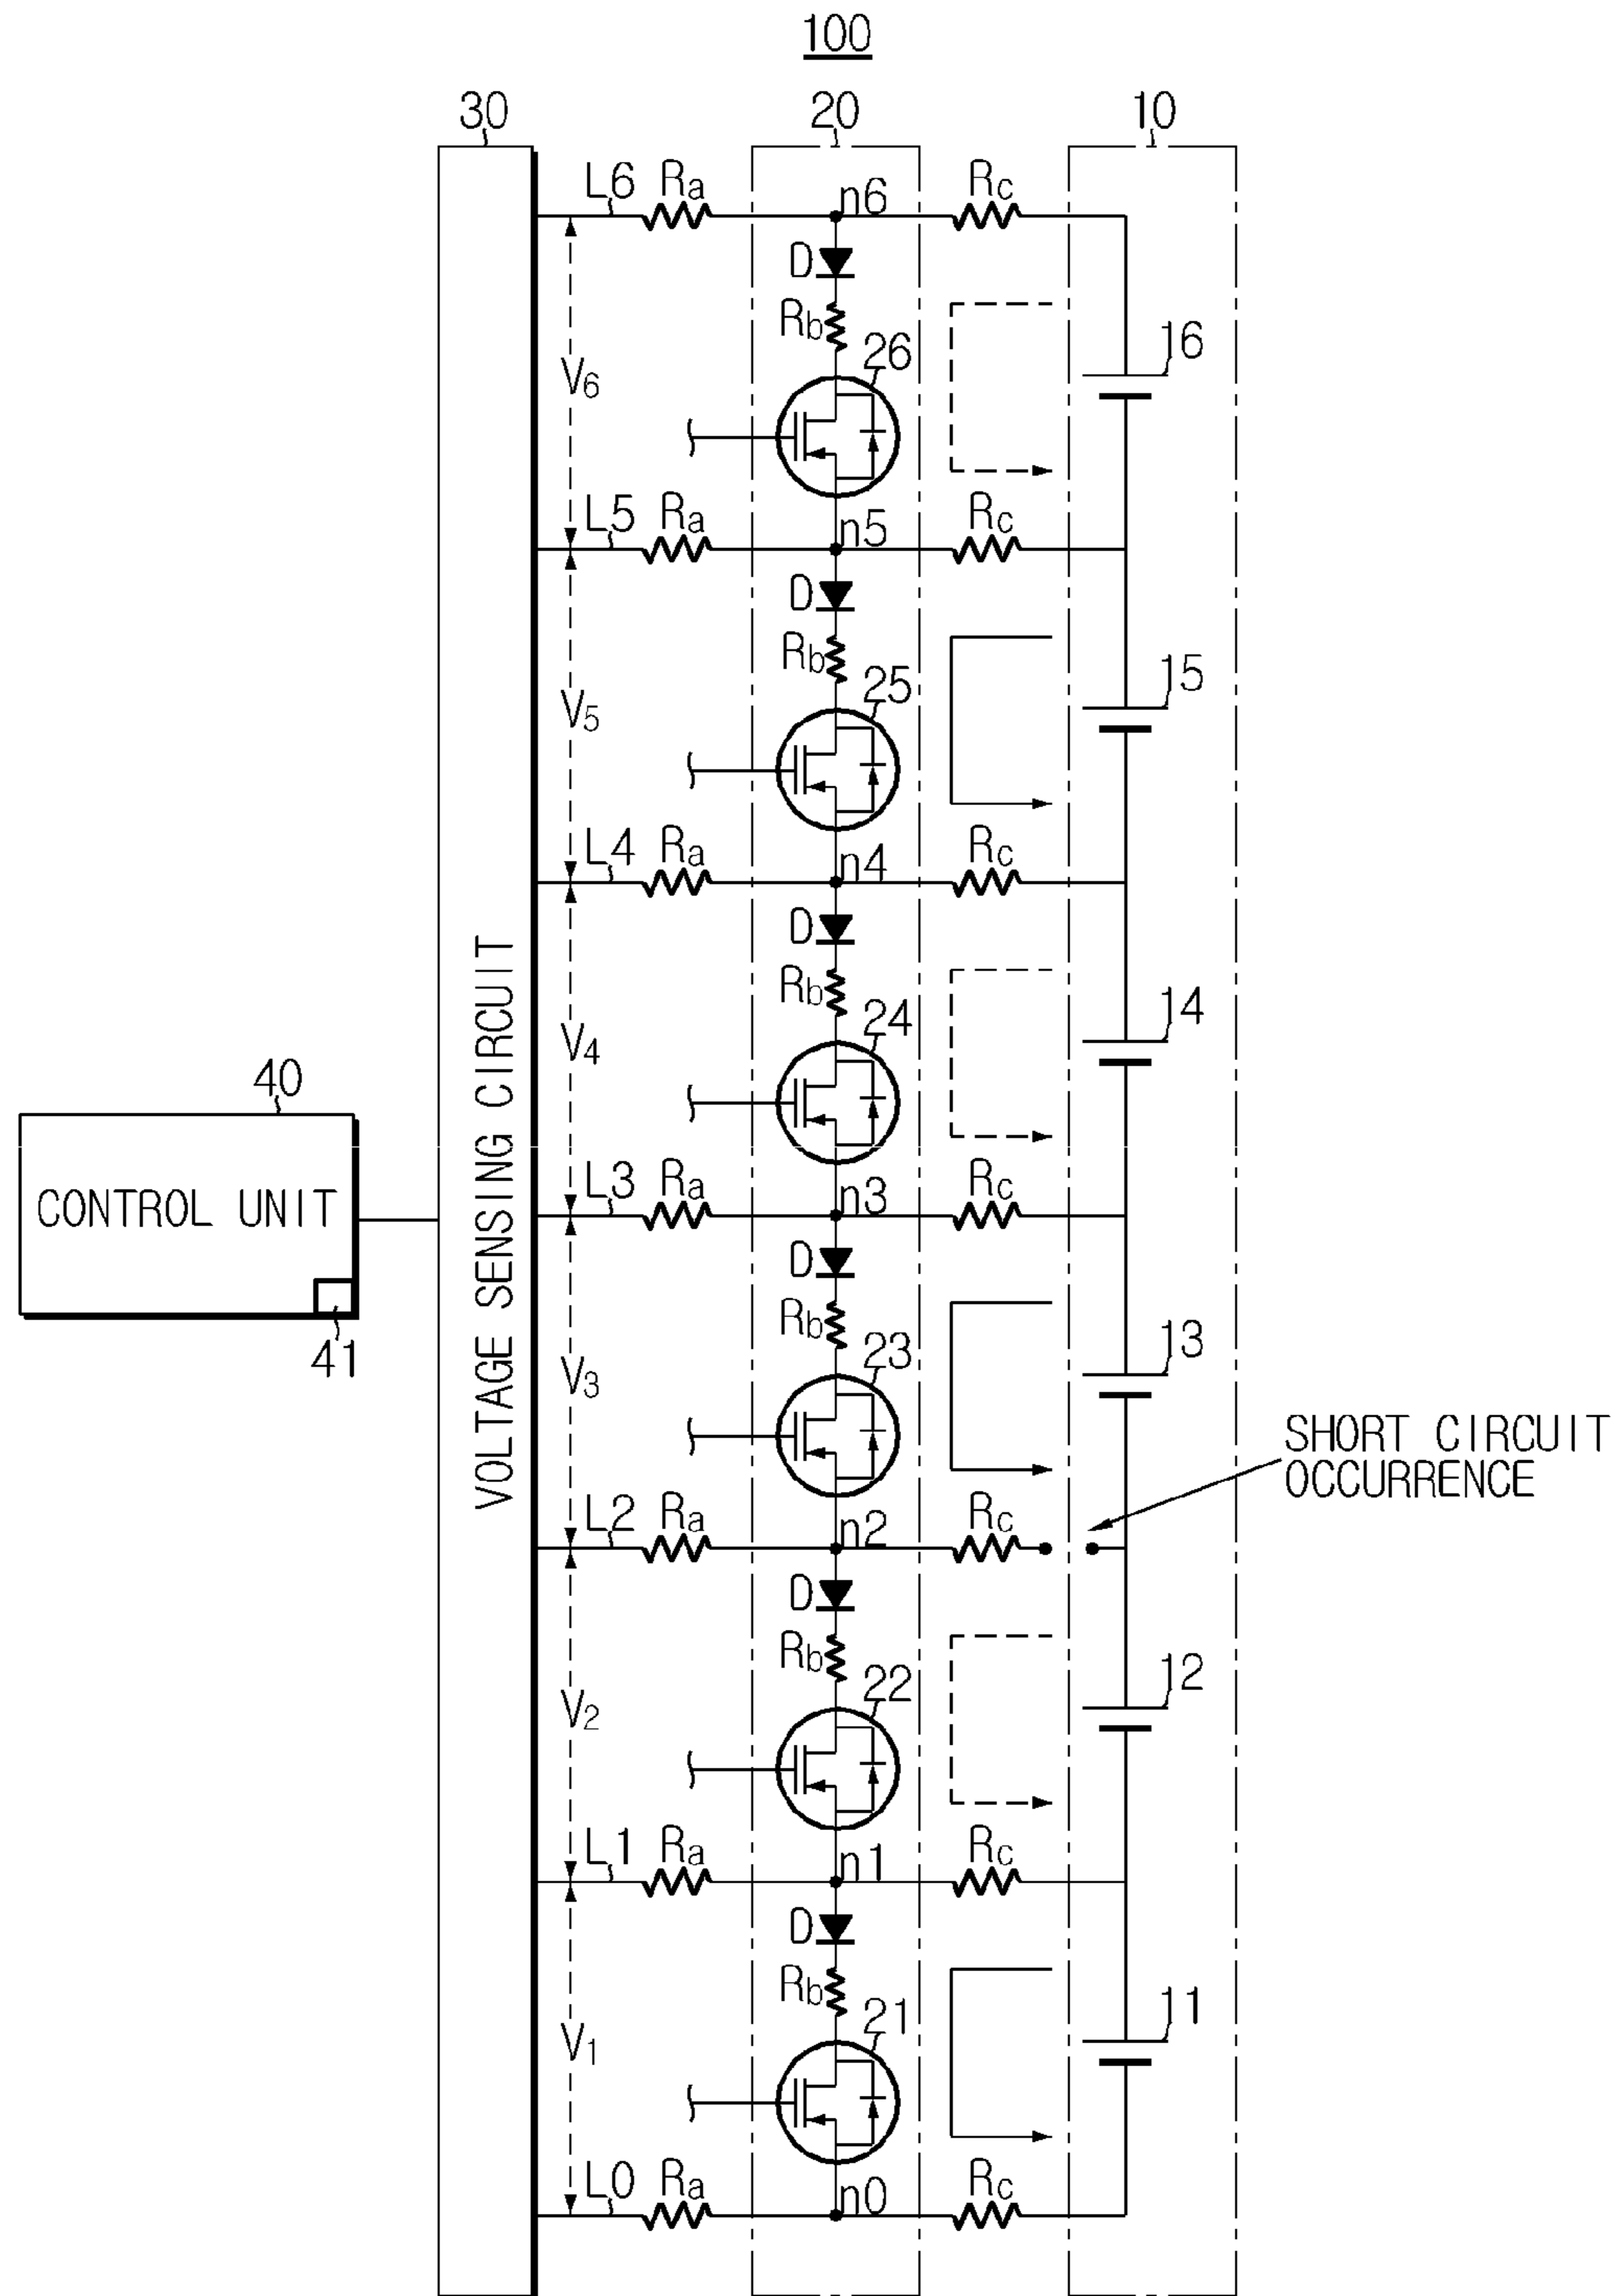 100
30 20 10
L6 Ra n6 Rc
D
Rb
26
V6
16
L5 Ra n5 Rc
D
Rb
25
V5
15
L4 Ra n4 Rc
D
Rb
24
V4
14
40
CONTROL UNIT
41
VOLTAGE SENSING CIRCUIT
L3 Ra n3 Rc
D
Rb
23
V3
13
SHORT CIRCUIT
OCCURRENCE
L2 Ra n2 Rc
D
Rb
22
V2
12
L1 Ra n1 Rc
D
Rb
21
V1
11
L0 Ra n0 Rc